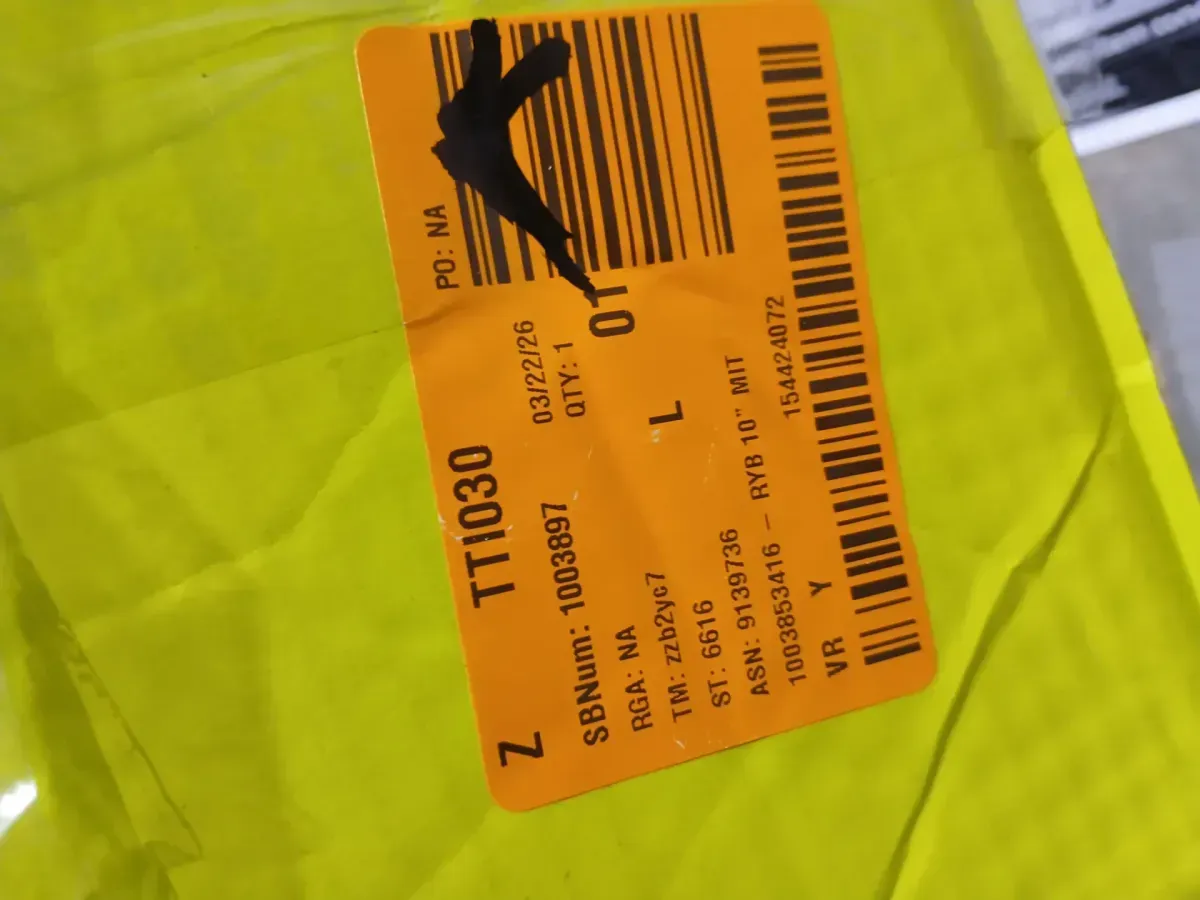 Z TTI030 PO: NA
SBNum: 1003897 03/22/26
RGA: NA QTY: 1
TM: zzb2yc7 L 01
ST: 6616
ASN: 9139736
1003853416 – RYB 10" MIT
VR Y 154424072